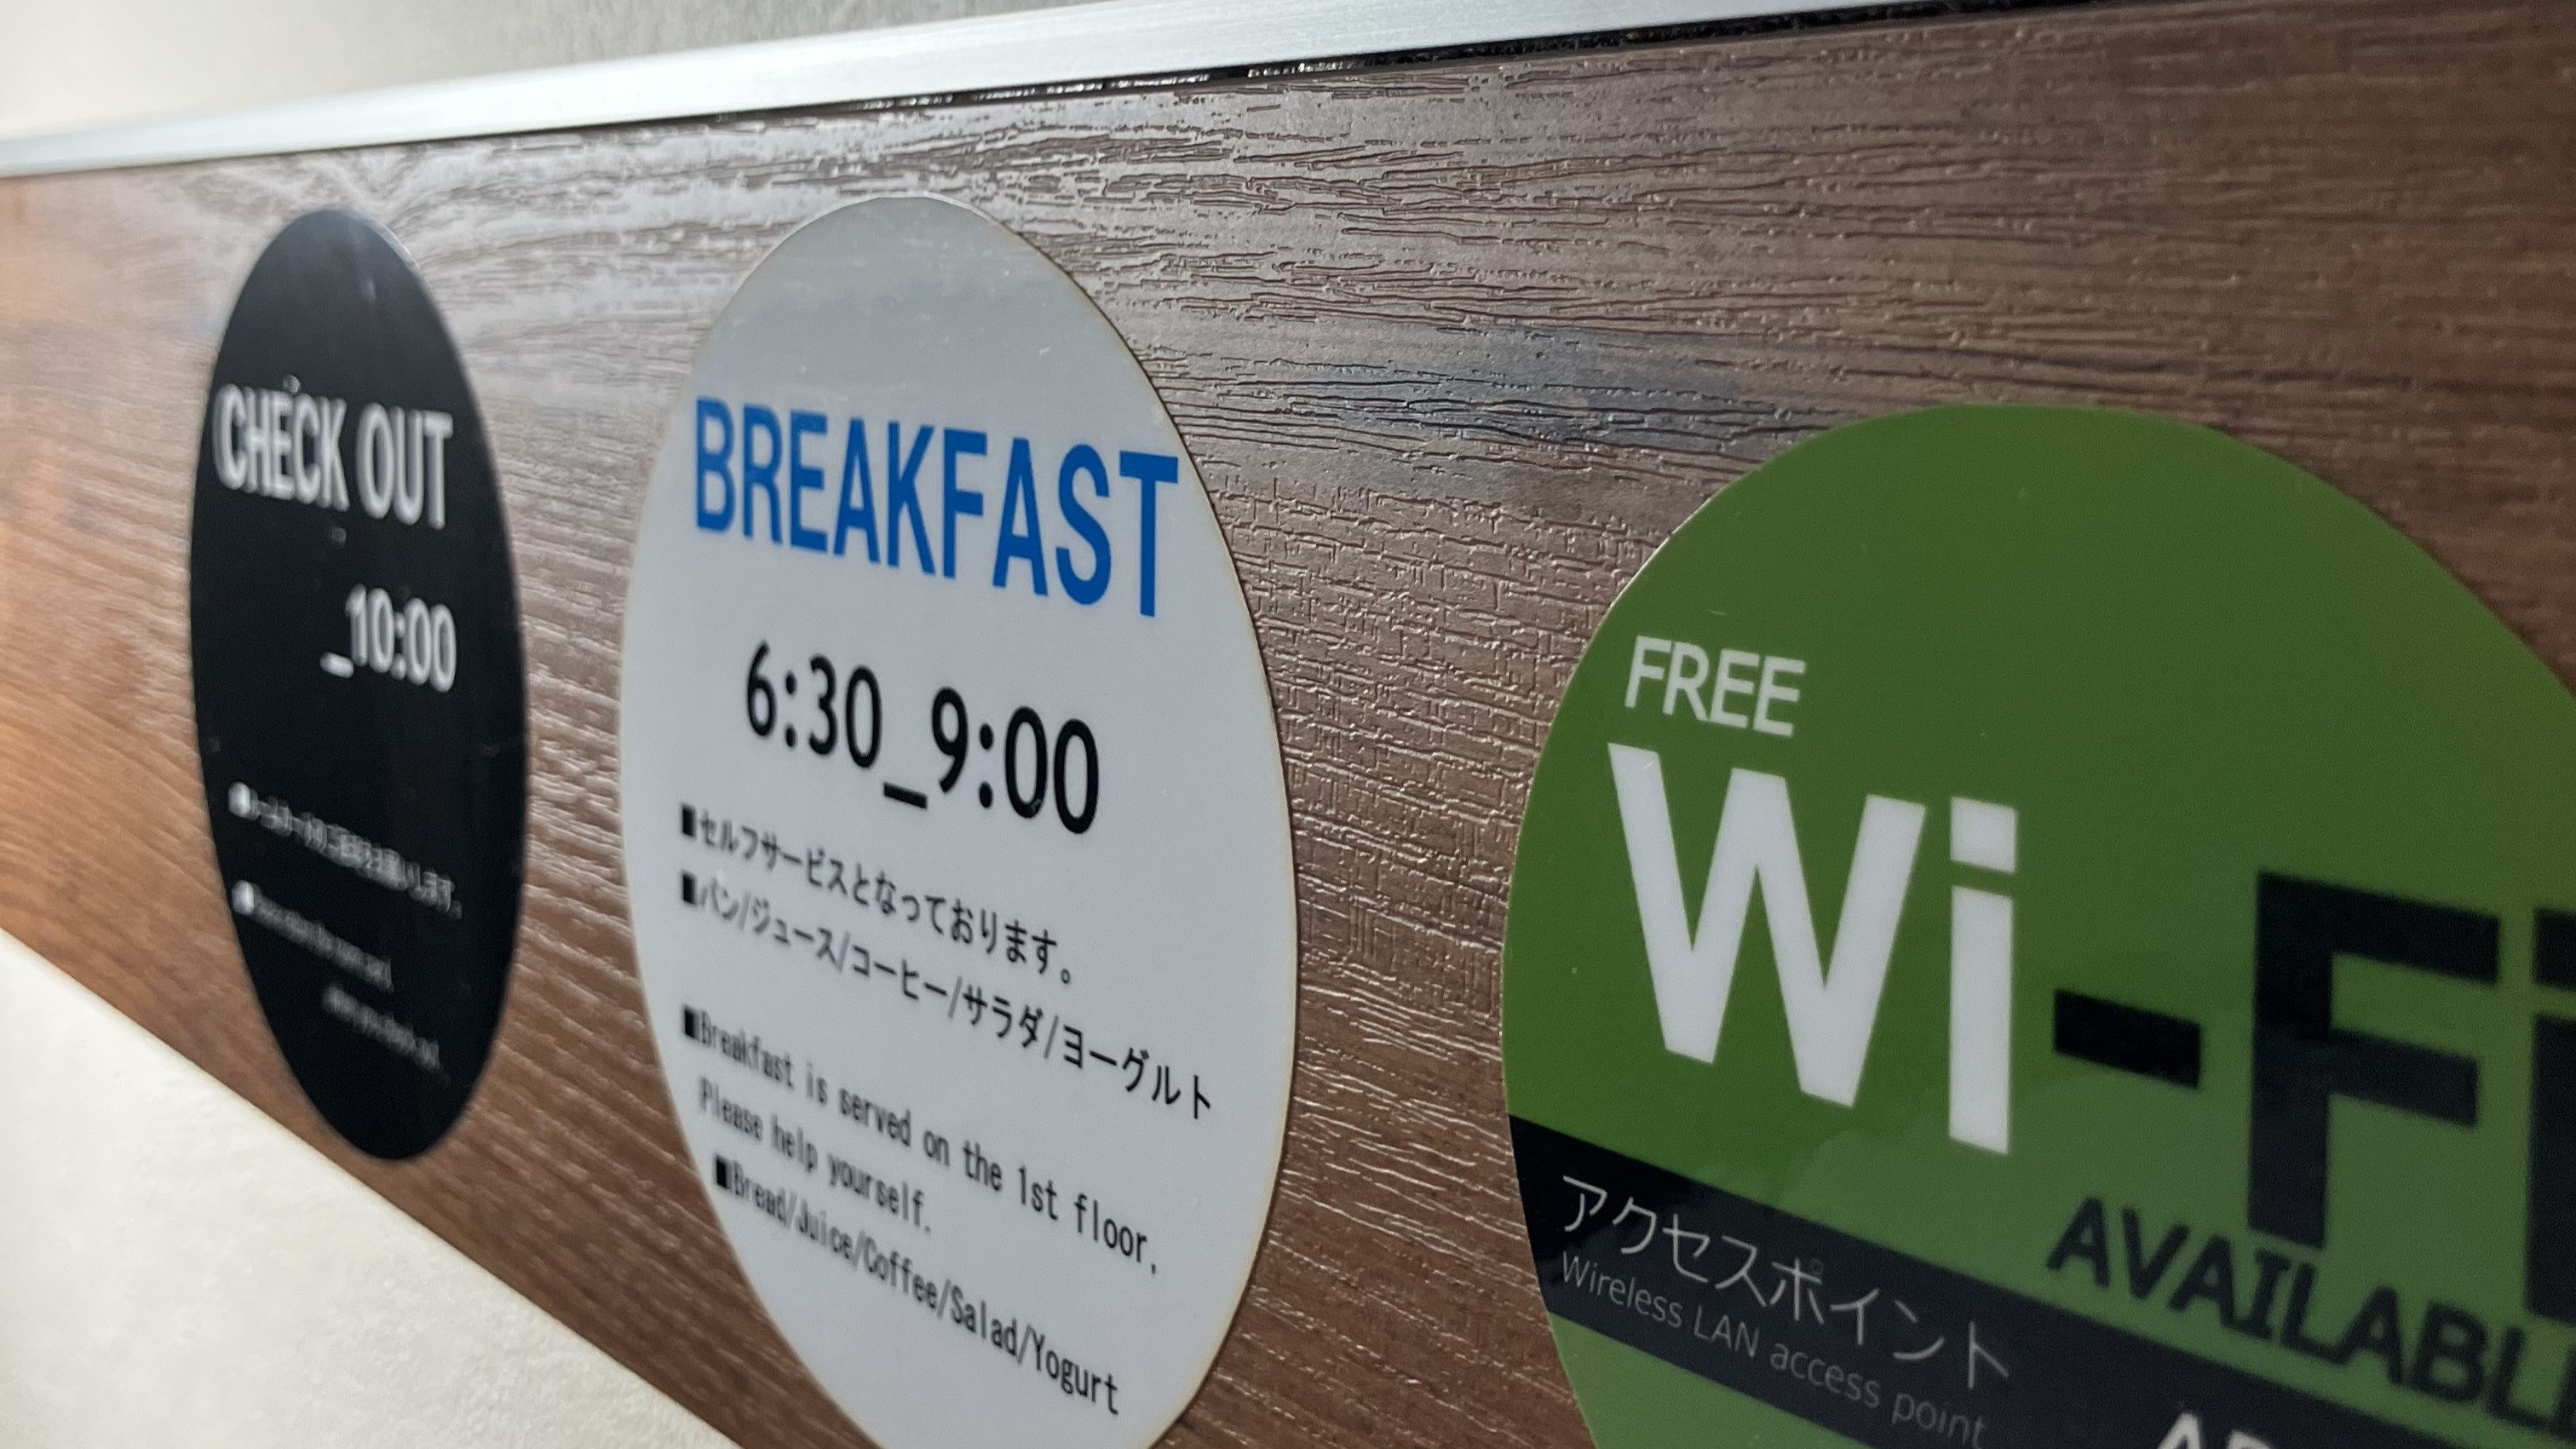 CHECK OUT
_10:00
BREAKFAST
6:30_9:00
■セルフサービスとなっております。
■パン/ジュース/コーヒー/サラダ/ヨーグルト
■Breakfast is served on the 1st floor,
Please help yourself.
■Bread/Juice/Coffee/Salad/Yogurt
FREE
Wi-Fi
AVAILABLE
アクセスポイント
Wireless LAN access point